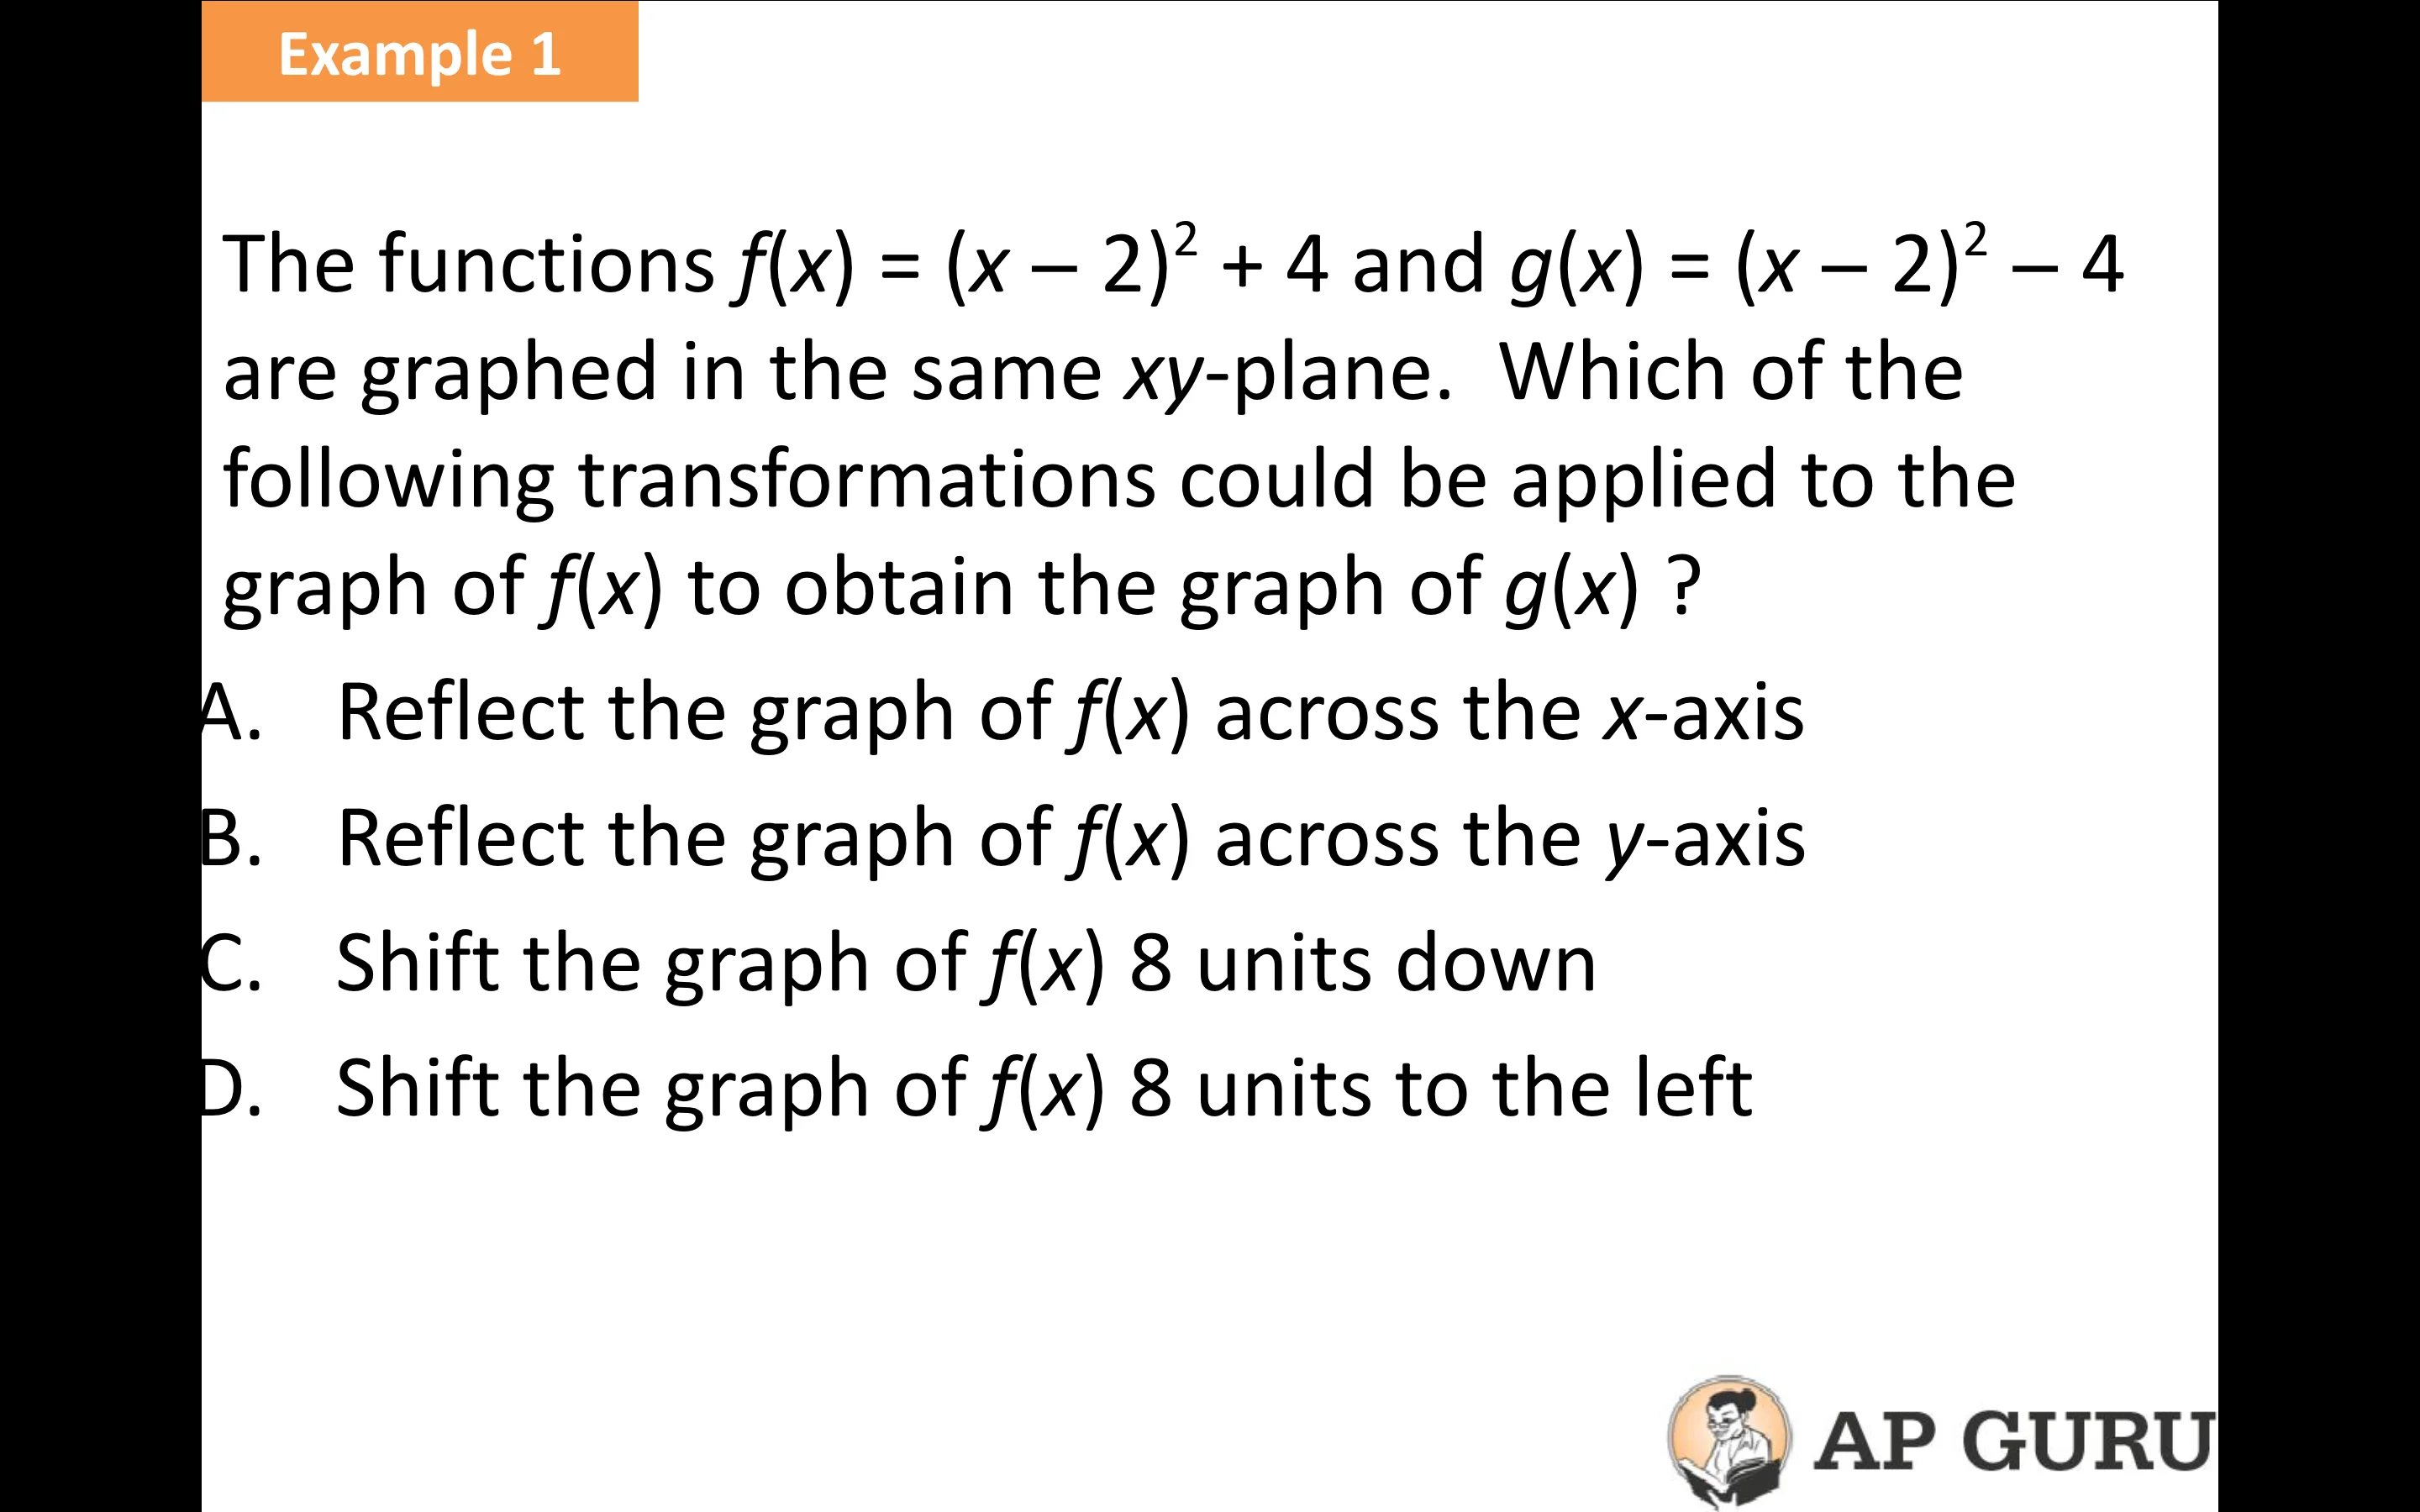 Example 1
The functions f(x) = (x – 2)² + 4 and g(x) = (x – 2)² – 4
are graphed in the same xy-plane.  Which of the
following transformations could be applied to the
graph of f(x) to obtain the graph of g(x) ?
A. Reflect the graph of f(x) across the x-axis
B. Reflect the graph of f(x) across the y-axis
C. Shift the graph of f(x) 8 units down
D. Shift the graph of f(x) 8 units to the left
AP GURU